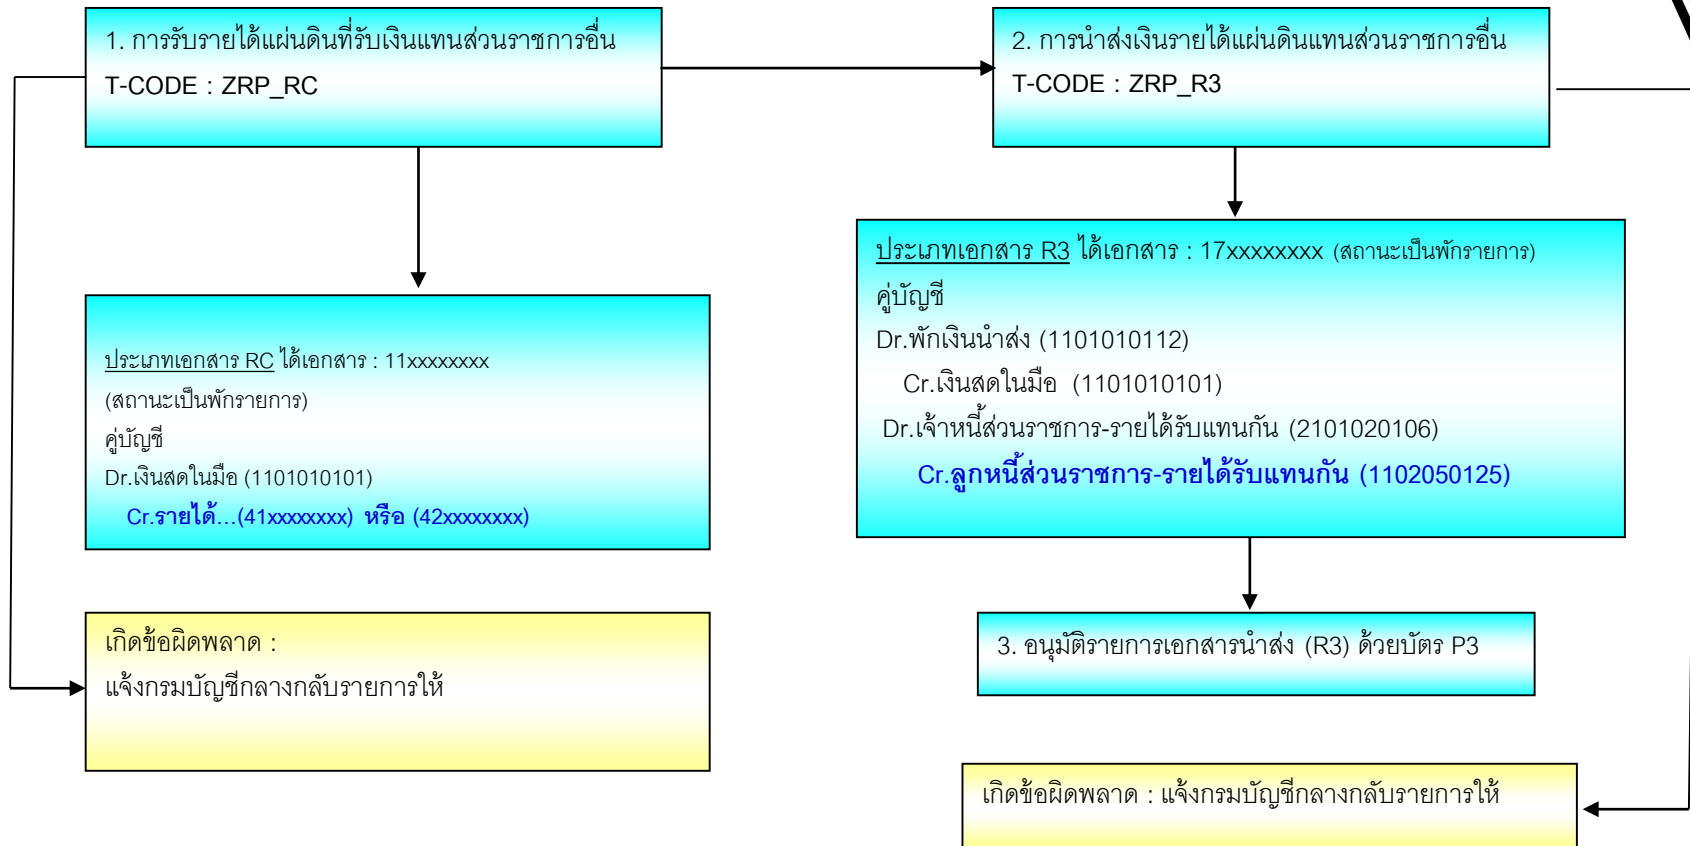 1. การรับรายได้แผ่นดินที่รับเงินแทนส่วนราชการอื่น
T-CODE : ZRP_RC
2. การนำส่งเงินรายได้แผ่นดินแทนส่วนราชการอื่น
T-CODE : ZRP_R3
ประเภทเอกสาร RC ได้เอกสาร : 11xxxxxxxx
(สถานะเป็นพักรายการ)
คู่บัญชี
Dr.เงินสดในมือ (1101010101)
Cr.รายได้...(41xxxxxxxx) หรือ (42xxxxxxxx)
ประเภทเอกสาร R3 ได้เอกสาร : 17xxxxxxxx (สถานะเป็นพักรายการ)
คู่บัญชี
Dr.พักเงินนำส่ง (1101010112)
Cr.เงินสดในมือ (1101010101)
Dr.เจ้าหนี้ส่วนราชการ-รายได้รับแทนกัน (2101020106)
Cr.ลูกหนี้ส่วนราชการ-รายได้รับแทนกัน (1102050125)
เกิดข้อผิดพลาด :
แจ้งกรมบัญชีกลางกลับรายการให้
3. อนุมัติรายการเอกสารนำส่ง (R3) ด้วยบัตร P3
เกิดข้อผิดพลาด : แจ้งกรมบัญชีกลางกลับรายการให้